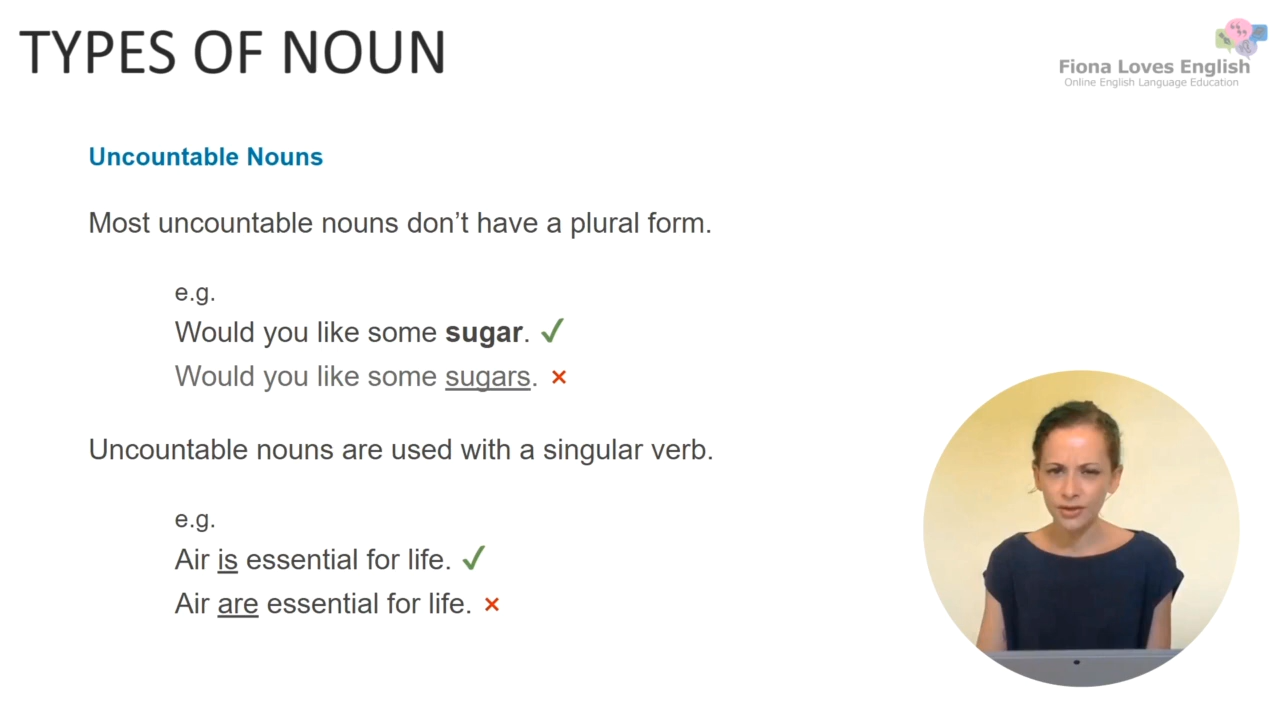 TYPES OF NOUN
Fiona Loves English
Online English Language Education
Uncountable Nouns
Most uncountable nouns don’t have a plural form.
e.g.
Would you like some sugar. ✓
Would you like some sugars. ×
Uncountable nouns are used with a singular verb.
e.g.
Air is essential for life. ✓
Air are essential for life. ×